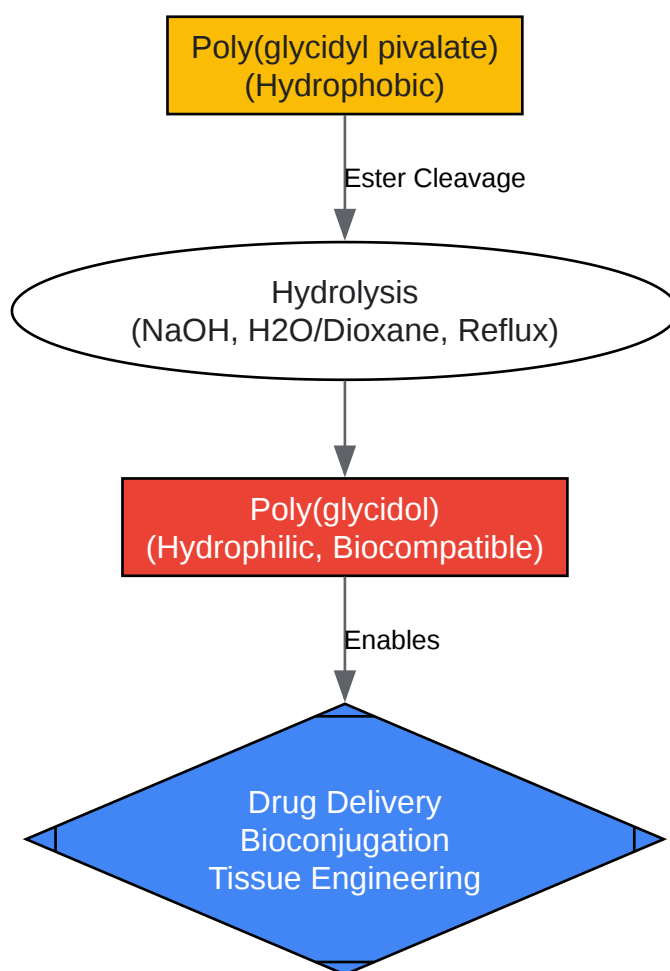 Poly(glycidyl pivalate)
(Hydrophobic)
Ester Cleavage
Hydrolysis
(NaOH, H2O/Dioxane, Reflux)
Poly(glycidol)
(Hydrophilic, Biocompatible)
Enables
Drug Delivery
Bioconjugation
Tissue Engineering